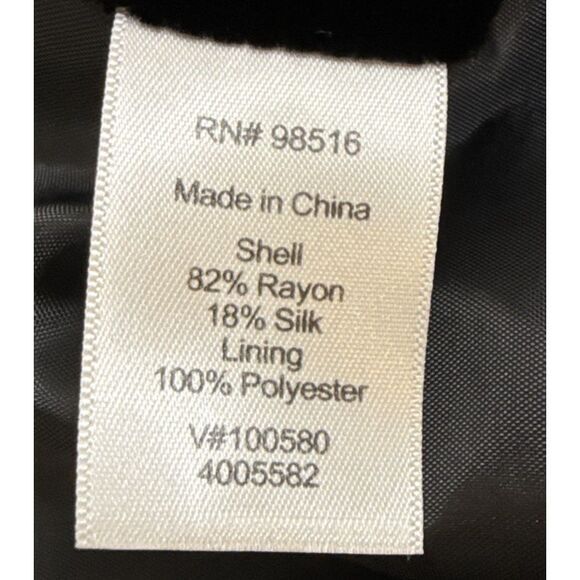 RN# 98516
Made in China
Shell
82% Rayon
18% Silk
Lining
100% Polyester
V#100580
4005582